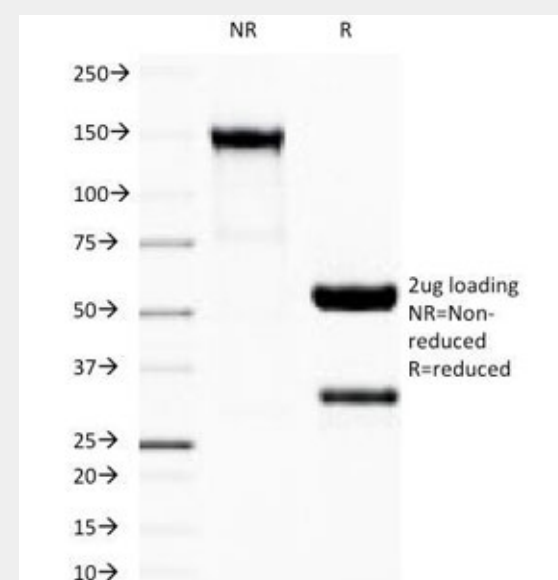 NR R
250→
150→
100→
75→
50→
37→
25→
20→
15→
10→
2ug loading
NR=Non-
reduced
R=reduced